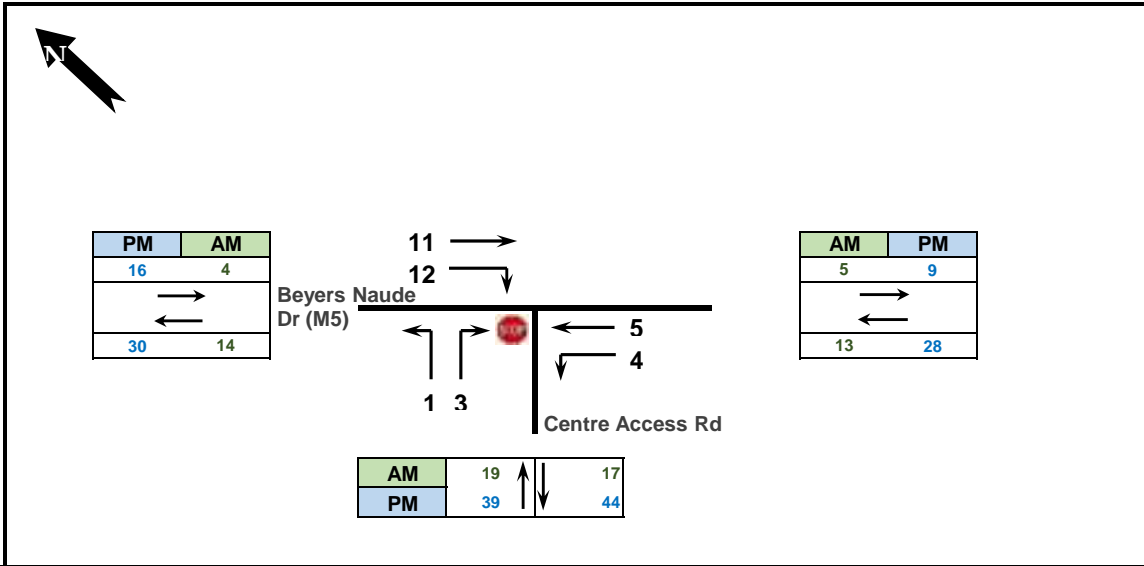 N
PM AM
16 4
30 14
11
12
Beyers Naude
Dr (M5)
STOP
5
4
1 3
Centre Access Rd
AM PM
5 9
13 28
AM 19 17
PM 39 44